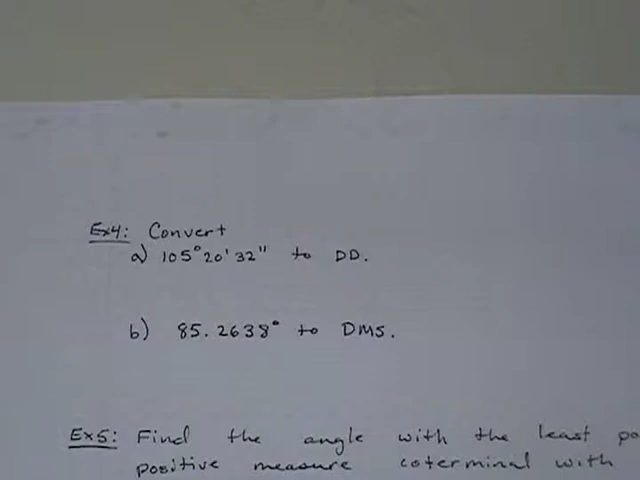 Ex4: Convert
a) 105°20'32" to DD.
b) 85.2638° to DMS.
Ex5: Find the angle with the least
positive measure coterminal with